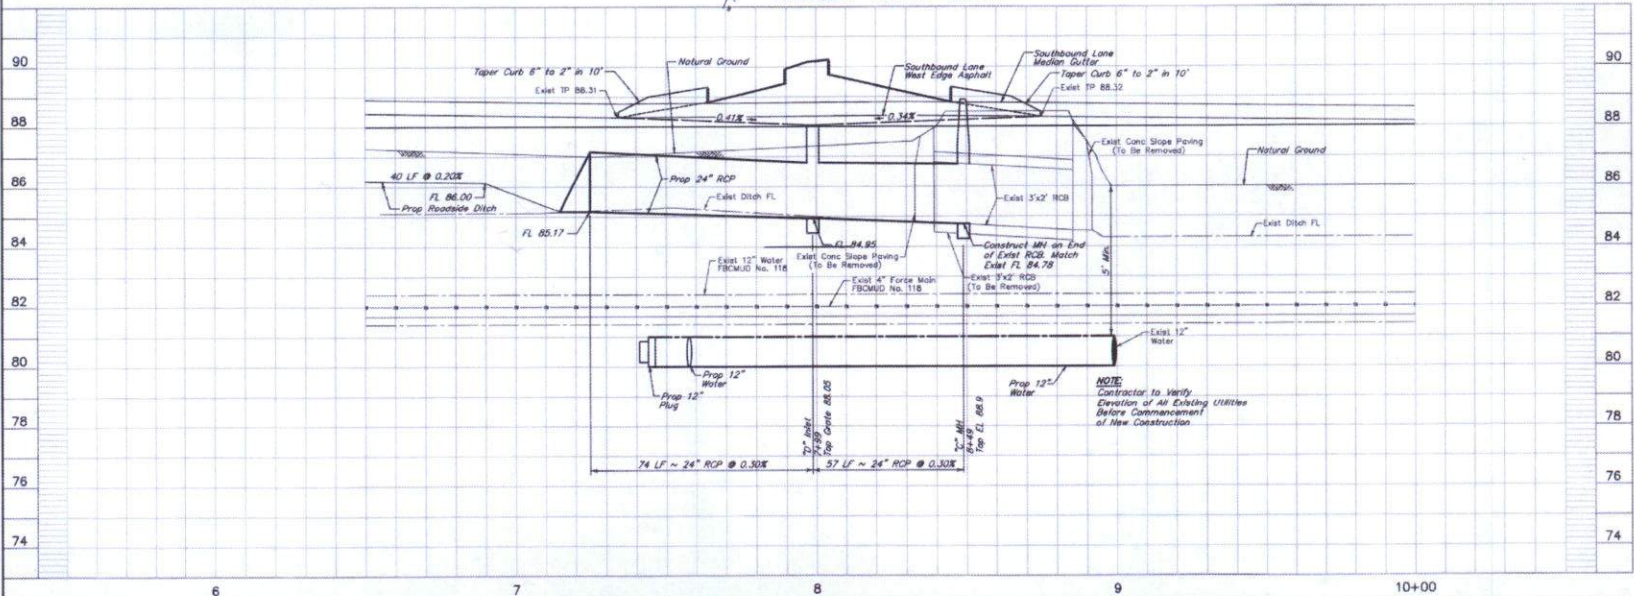 90
88
86
84
82
80
78
76
74
Taper Curb 6" to 2" in 10'
Exist TP 88.31
Natural Ground
Southbound Lane
West Edge Asphalt
Southbound Lane
Median Gutter
Taper Curb 6" to 2" in 10'
Exist TP 88.32
0.41%
0.34%
Exist Conc Slope Paving
(To Be Removed)
Natural Ground
40 LF @ 0.20%
FL 86.00
Prop Roadside Ditch
Prop 24" RCP
Exist Ditch FL
Exist 3'x2' RCB
FL 85.17
FL 84.95
Exist Ditch FL
Exist Conc Slope Paving
(To Be Removed)
Construct MH on End
of Exist RCB. Match
Exist FL 84.78
Exist 12" Water
FBCMUD No. 118
Exist 4" Force Main
FBCMUD No. 118
Exist 3'x2' RCB
(To Be Removed)
5' Min.
Exist 12"
Water
Prop 12"
Water
Prop 12"
Plug
Prop 12"
Water
NOTE:
Contractor to Verify
Elevation of All Existing Utilities
Before Commencement
of New Construction
"D" Inlet
7+99
Top Grate 88.05
"C" MH
8+49
Top EL 88.9
74 LF ~ 24" RCP @ 0.30%
57 LF ~ 24" RCP @ 0.30%
90
88
86
84
82
80
78
76
74
6
7
8
9
10+00